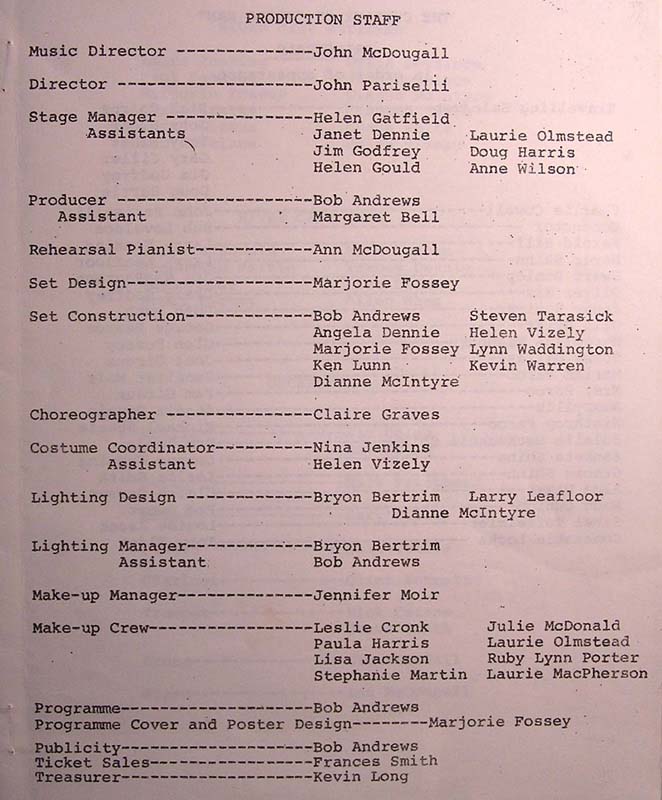 PRODUCTION STAFF
Music Director --------------John McDougall
Director ---------------------John Pariselli
Stage Manager ---------------Helen Gatfield
Assistants Janet Dennie Laurie Olmstead
Jim Godfrey Doug Harris
Helen Gould Anne Wilson
Producer --------------------Bob Andrews
Assistant Margaret Bell
Rehearsal Pianist------------Ann McDougall
Set Design-------------------Marjorie Fossey
Set Construction-------------Bob Andrews Steven Tarasick
Angela Dennie Helen Vizely
Marjorie Fossey Lynn Waddington
Ken Lunn Kevin Warren
Dianne McIntyre
Choreographer ---------------Claire Graves
Costume Coordinator----------Nina Jenkins
Assistant Helen Vizely
Lighting Design -------------Bryon Bertrim Larry Leafloor
Dianne McIntyre
Lighting Manager-------------Bryon Bertrim
Assistant Bob Andrews
Make-up Manager--------------Jennifer Moir
Make-up Crew-----------------Leslie Cronk Julie McDonald
Paula Harris Laurie Olmstead
Lisa Jackson Ruby Lynn Porter
Stephanie Martin Laurie MacPherson
Programme--------------------Bob Andrews
Programme Cover and Poster Design--------Marjorie Fossey
Publicity--------------------Bob Andrews
Ticket Sales-----------------Frances Smith
Treasurer--------------------Kevin Long